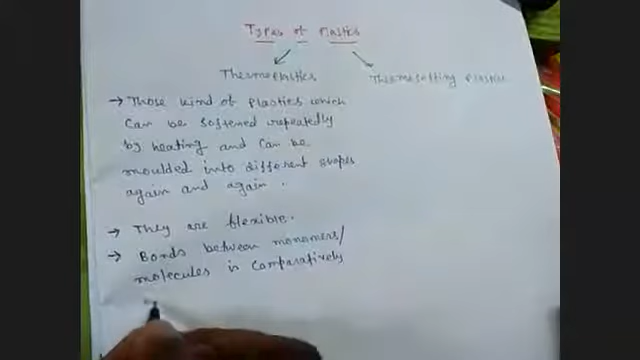 Types of Plastics
Thermoplastics Thermosetting Plastic
→ Those kind of Plastics which
can be softened repeatedly
by heating and can be
moulded into different shapes
again and again.
→ They are flexible.
→ Bonds between monomers/
molecules is comparatively